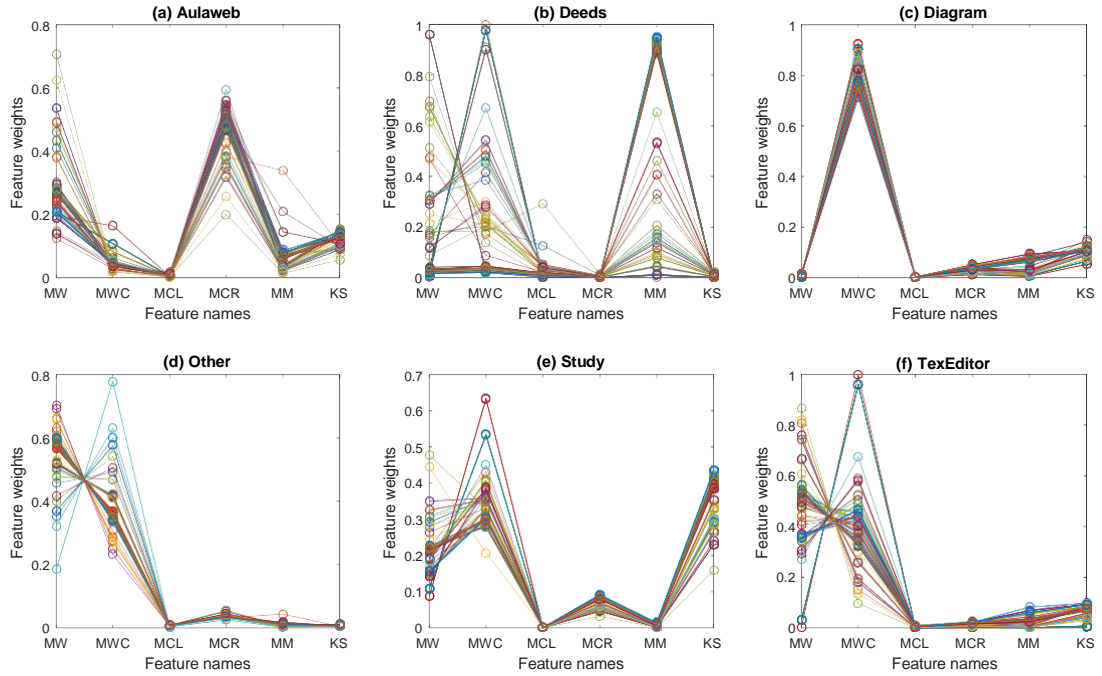 (a) Aulaweb
Feature weights
0.8
0.6
0.4
0.2
0
MW MWC MCL MCR MM KS
Feature names
(b) Deeds
Feature weights
1
0.8
0.6
0.4
0.2
0
MW MWC MCL MCR MM KS
Feature names
(c) Diagram
Feature weights
1
0.8
0.6
0.4
0.2
0
MW MWC MCL MCR MM KS
Feature names
(d) Other
Feature weights
0.8
0.6
0.4
0.2
0
MW MWC MCL MCR MM KS
Feature names
(e) Study
Feature weights
0.7
0.6
0.5
0.4
0.3
0.2
0.1
0
MW MWC MCL MCR MM KS
Feature names
(f) TexEditor
Feature weights
1
0.8
0.6
0.4
0.2
0
MW MWC MCL MCR MM KS
Feature names